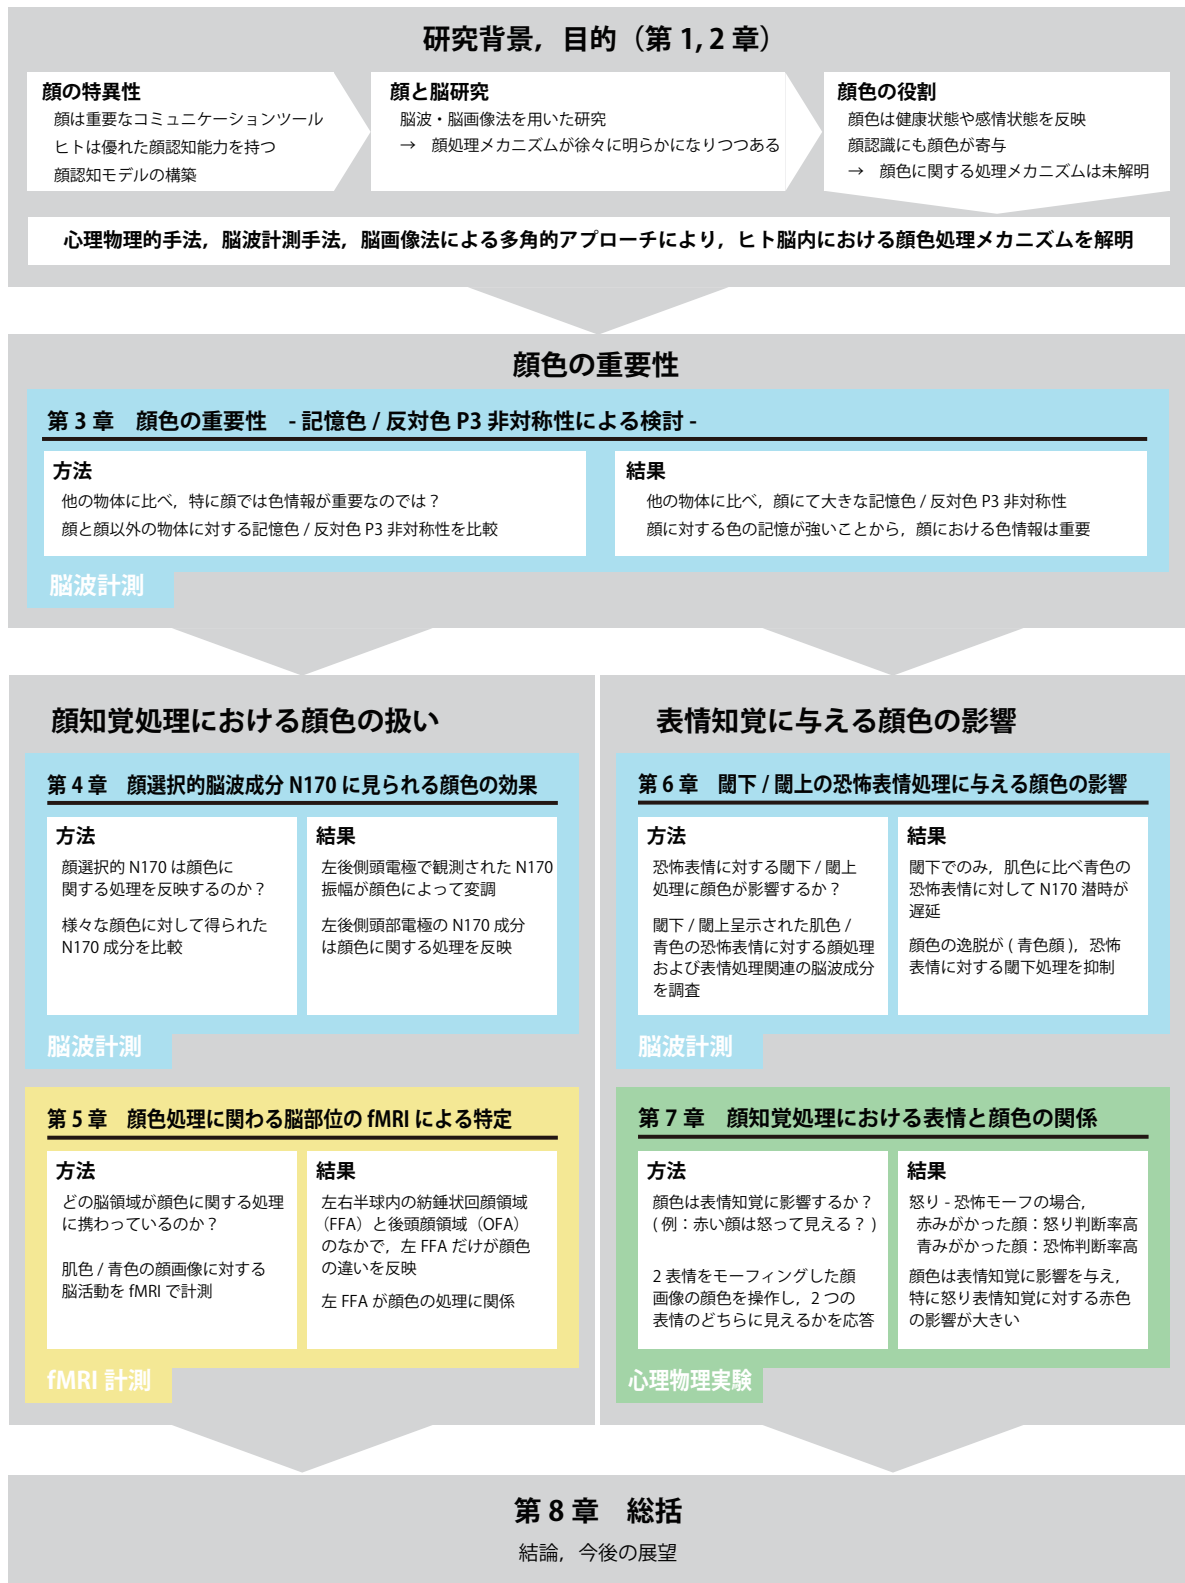 研究背景，目的（第 1, 2 章）
顔の特異性
顔は重要なコミュニケーションツール
ヒトは優れた顔認知能力を持つ
顔認知モデルの構築
顔と脳研究
脳波・脳画像法を用いた研究
→　顔処理メカニズムが徐々に明らかになりつつある
顔色の役割
顔色は健康状態や感情状態を反映
顔認識にも顔色が寄与
→　顔色に関する処理メカニズムは未解明
心理物理的手法，脳波計測手法，脳画像法による多角的アプローチにより，ヒト脳内における顔色処理メカニズムを解明
顔色の重要性
第 3 章　顔色の重要性　- 記憶色 / 反対色 P3 非対称性による検討 -
方法
他の物体に比べ，特に顔では色情報が重要なのでは？
顔と顔以外の物体に対する記憶色 / 反対色 P3 非対称性を比較
結果
他の物体に比べ，顔にて大きな記憶色 / 反対色 P3 非対称性
顔に対する色の記憶が強いことから，顔における色情報は重要
脳波計測
顔知覚処理における顔色の扱い
第 4 章　顔選択的脳波成分 N170 に見られる顔色の効果
方法
顔選択的 N170 は顔色に
関する処理を反映するのか？
様々な顔色に対して得られた
N170 成分を比較
結果
左後側頭電極で観測された N170
振幅が顔色によって変調
左後側頭部電極の N170 成分
は顔色に関する処理を反映
脳波計測
第 5 章　顔色処理に関わる脳部位の fMRI による特定
方法
どの脳領域が顔色に関する処理
に携わっているのか？
肌色 / 青色の顔画像に対する
脳活動を fMRI で計測
結果
左右半球内の紡錘状回顔領域
（FFA）と後頭顔領域（OFA）
のなかで，左 FFA だけが顔色
の違いを反映
左 FFA が顔色の処理に関係
fMRI 計測
表情知覚に与える顔色の影響
第 6 章　閾下 / 閾上の恐怖表情処理に与える顔色の影響
方法
恐怖表情に対する閾下 / 閾上
処理に顔色が影響するか？
閾下 / 閾上呈示された肌色 /
青色の恐怖表情に対する顔処理
および表情処理関連の脳波成分
を調査
結果
閾下でのみ，肌色に比べ青色の
恐怖表情に対して N170 潜時が
遅延
顔色の逸脱が ( 青色顔 )，恐怖
表情に対する閾下処理を抑制
脳波計測
第 7 章　顔知覚処理における表情と顔色の関係
方法
顔色は表情知覚に影響するか？
( 例：赤い顔は怒って見える？ )
2 表情をモーフィングした顔
画像の顔色を操作し，2 つの
表情のどちらに見えるかを応答
結果
怒り - 恐怖モーフの場合，
赤みがかった顔：怒り判断率高
青みがかった顔：恐怖判断率高
顔色は表情知覚に影響を与え，
特に怒り表情知覚に対する赤色
の影響が大きい
心理物理実験
第 8 章　総括
結論，今後の展望